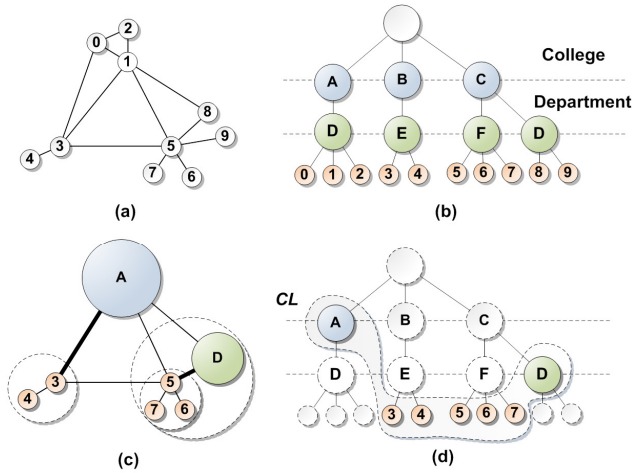 2
0
1
8
9
3
5
4
7
6
(a)
College
A B C
Department
D E F D
0 1 2 3 4 5 6 7 8 9
(b)
A
D
3
5
4
7 6
(c)
CL
A B C
D E F D
3 4 5 6 7
(d)